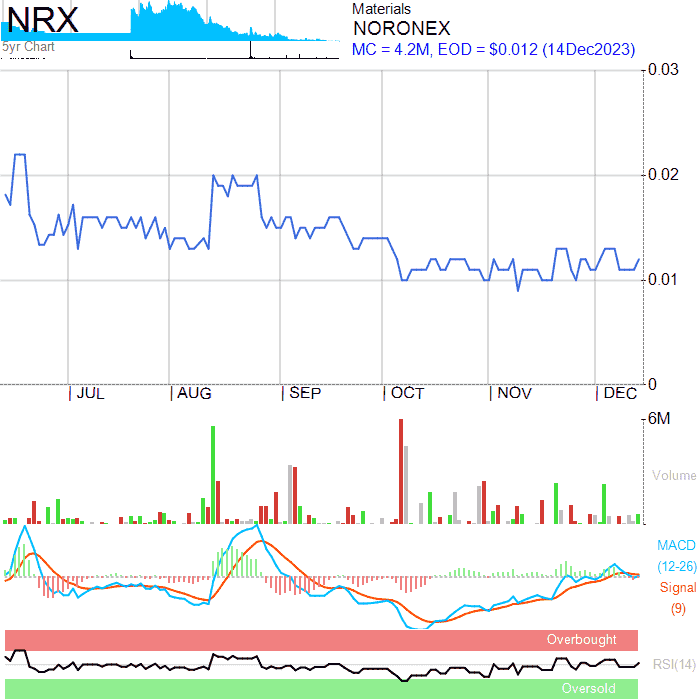 NRX
5yr Chart
Materials
NORONEX
MC = 4.2M, EOD = $0.012 (14Dec2023)
0.03
0.02
0.01
0
JUL AUG SEP OCT NOV DEC
6M
Volume
MACD
(12-26)
Signal
(9)
Overbought
RSI(14)
Oversold